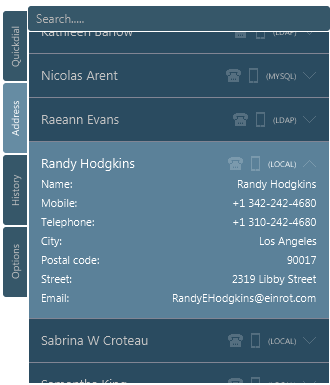 Search.....
Quickdial
Address
History
Options
Kathleen Barlow (LDAP)
Nicolas Arent (MYSQL)
Raeann Evans (LDAP)
Randy Hodgkins (LOCAL)
Name: Randy Hodgkins
Mobile: +1 342-242-4680
Telephone: +1 310-242-4680
City: Los Angeles
Postal code: 90017
Street: 2319 Libby Street
Email: RandyEHodgkins@einrot.com
Sabrina W Croteau (LOCAL)
Samantha King